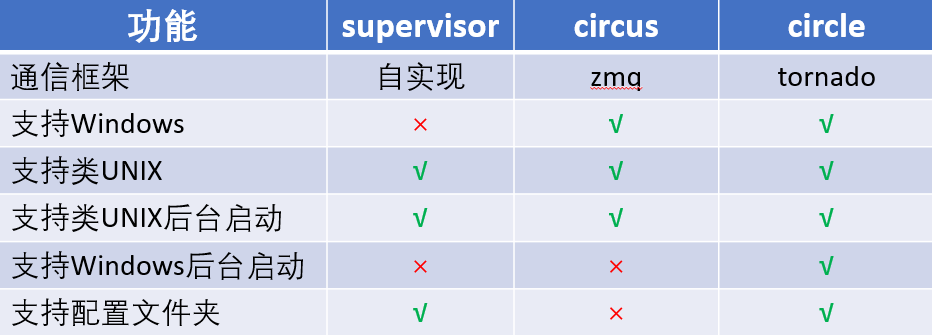 功能 supervisor circus circle
通信框架 自实现 zmq tornado
支持Windows × √ √
支持类UNIX √ √ √
支持类UNIX后台启动 √ √ √
支持Windows后台启动 × × √
支持配置文件夹 √ × √